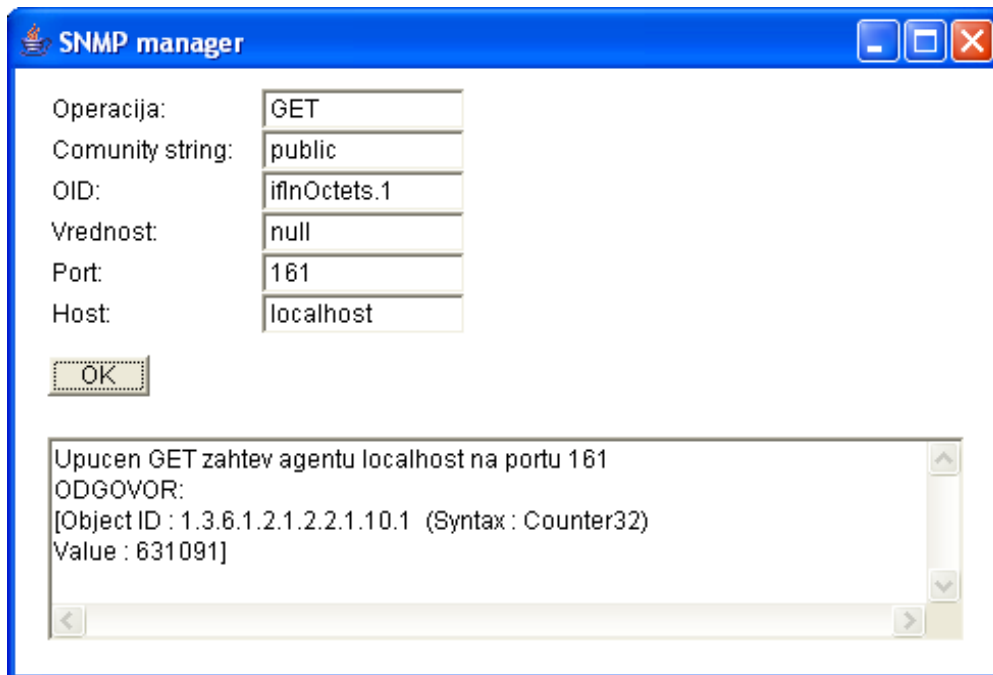 SNMP manager
Operacija: GET
Comunity string: public
OID: ifInOctets.1
Vrednost: null
Port: 161
Host: localhost
OK
Upucen GET zahtev agentu localhost na portu 161
ODGOVOR:
[Object ID : 1.3.6.1.2.1.2.2.1.10.1 (Syntax : Counter32)
Value : 631091]